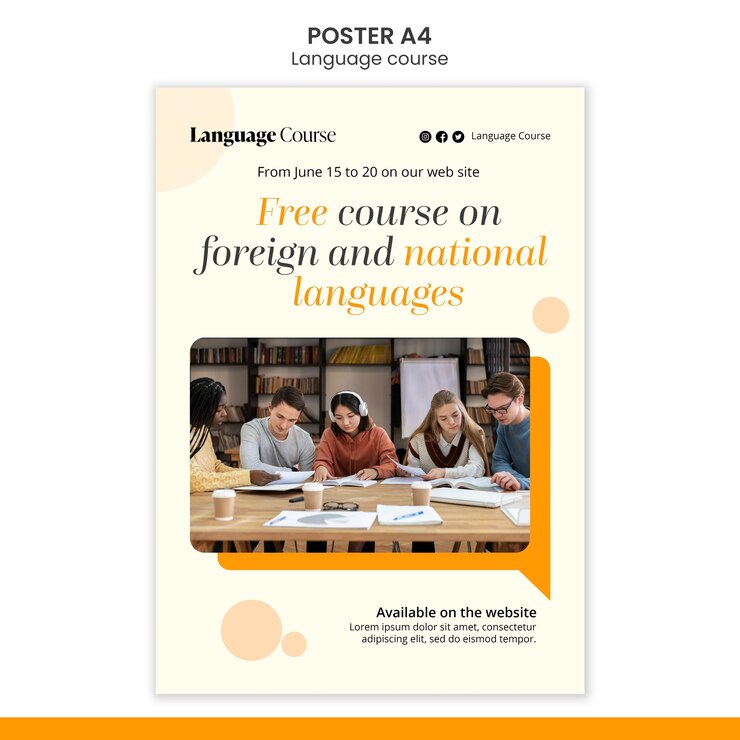 POSTER A4
Language course
Language Course
Language Course
From June 15 to 20 on our web site
Free course on
foreign and national
languages
Available on the website
Lorem ipsum dolor sit amet, consectetur
adipiscing elit, sed do eismod tempor.